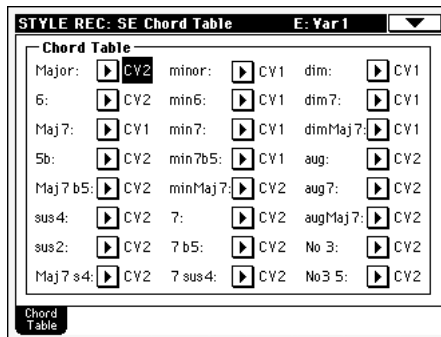 STYLE REC: SE Chord Table E: Var1
Chord Table
Major: CV2 minor: CV1 dim: CV1
6: CV2 min6: CV1 dim7: CV1
Maj7: CV1 min7: CV1 dimMaj7: CV1
5b: CV2 min7b5: CV1 aug: CV2
Maj7b5: CV2 minMaj7: CV2 aug7: CV2
sus4: CV2 7: CV2 augMaj7: CV2
sus2: CV2 7b5: CV2 No 3: CV2
Maj7s4: CV2 7sus4: CV2 No3 5: CV2
Chord
Table